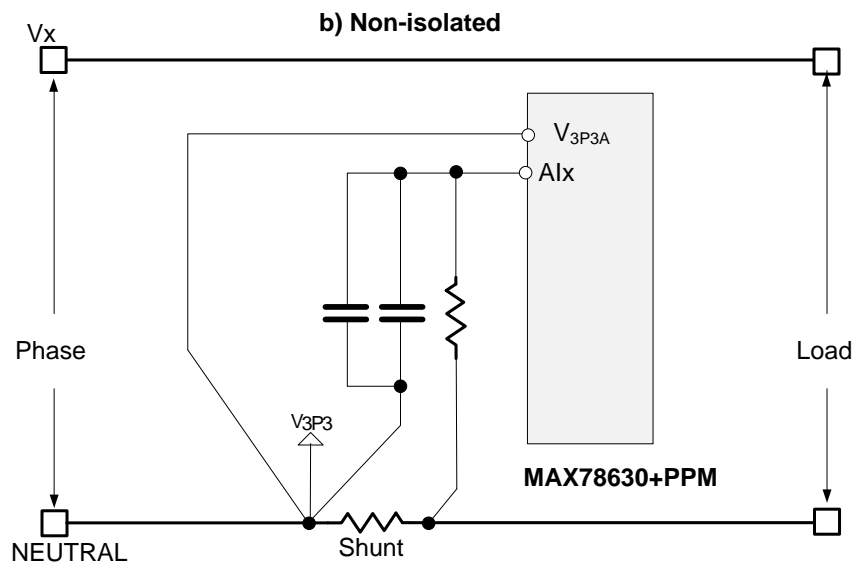 b) Non-isolated
Vx
V3P3A
AIx
Phase
Load
V3P3
MAX78630+PPM
NEUTRAL
Shunt